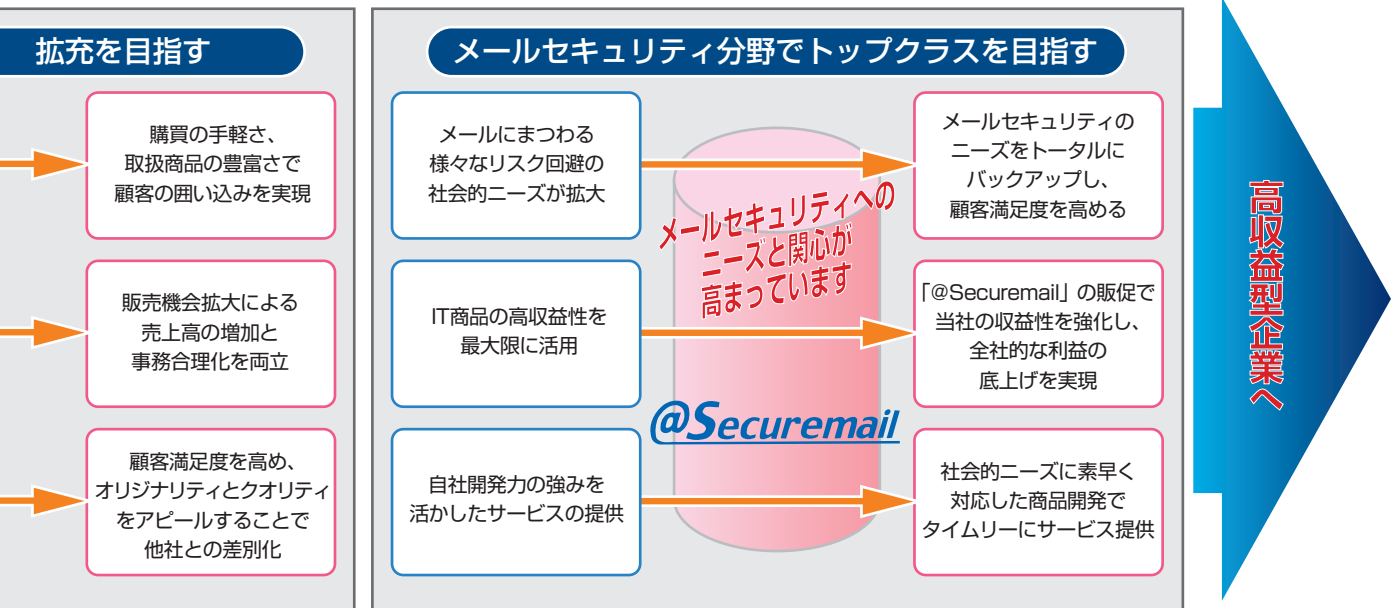 拡充を目指す
購買の手軽さ、
取扱商品の豊富さで
顧客の囲い込みを実現
販売機会拡大による
売上高の増加と
事務合理化を両立
顧客満足度を高め、
オリジナリティとクオリティ
をアピールすることで
他社との差別化
メールセキュリティ分野でトップクラスを目指す
メールにまつわる
様々なリスク回避の
社会的ニーズが拡大
IT商品の高収益性を
最大限に活用
自社開発力の強みを
活かしたサービスの提供
メールセキュリティへの
ニーズと関心が
高まっています
@Securemail
メールセキュリティの
ニーズをトータルに
バックアップし、
顧客満足度を高める
「@Securemail」の販促で
当社の収益性を強化し、
全社的な利益の
底上げを実現
社会的ニーズに素早く
対応した商品開発で
タイムリーにサービス提供
高収益型企業へ